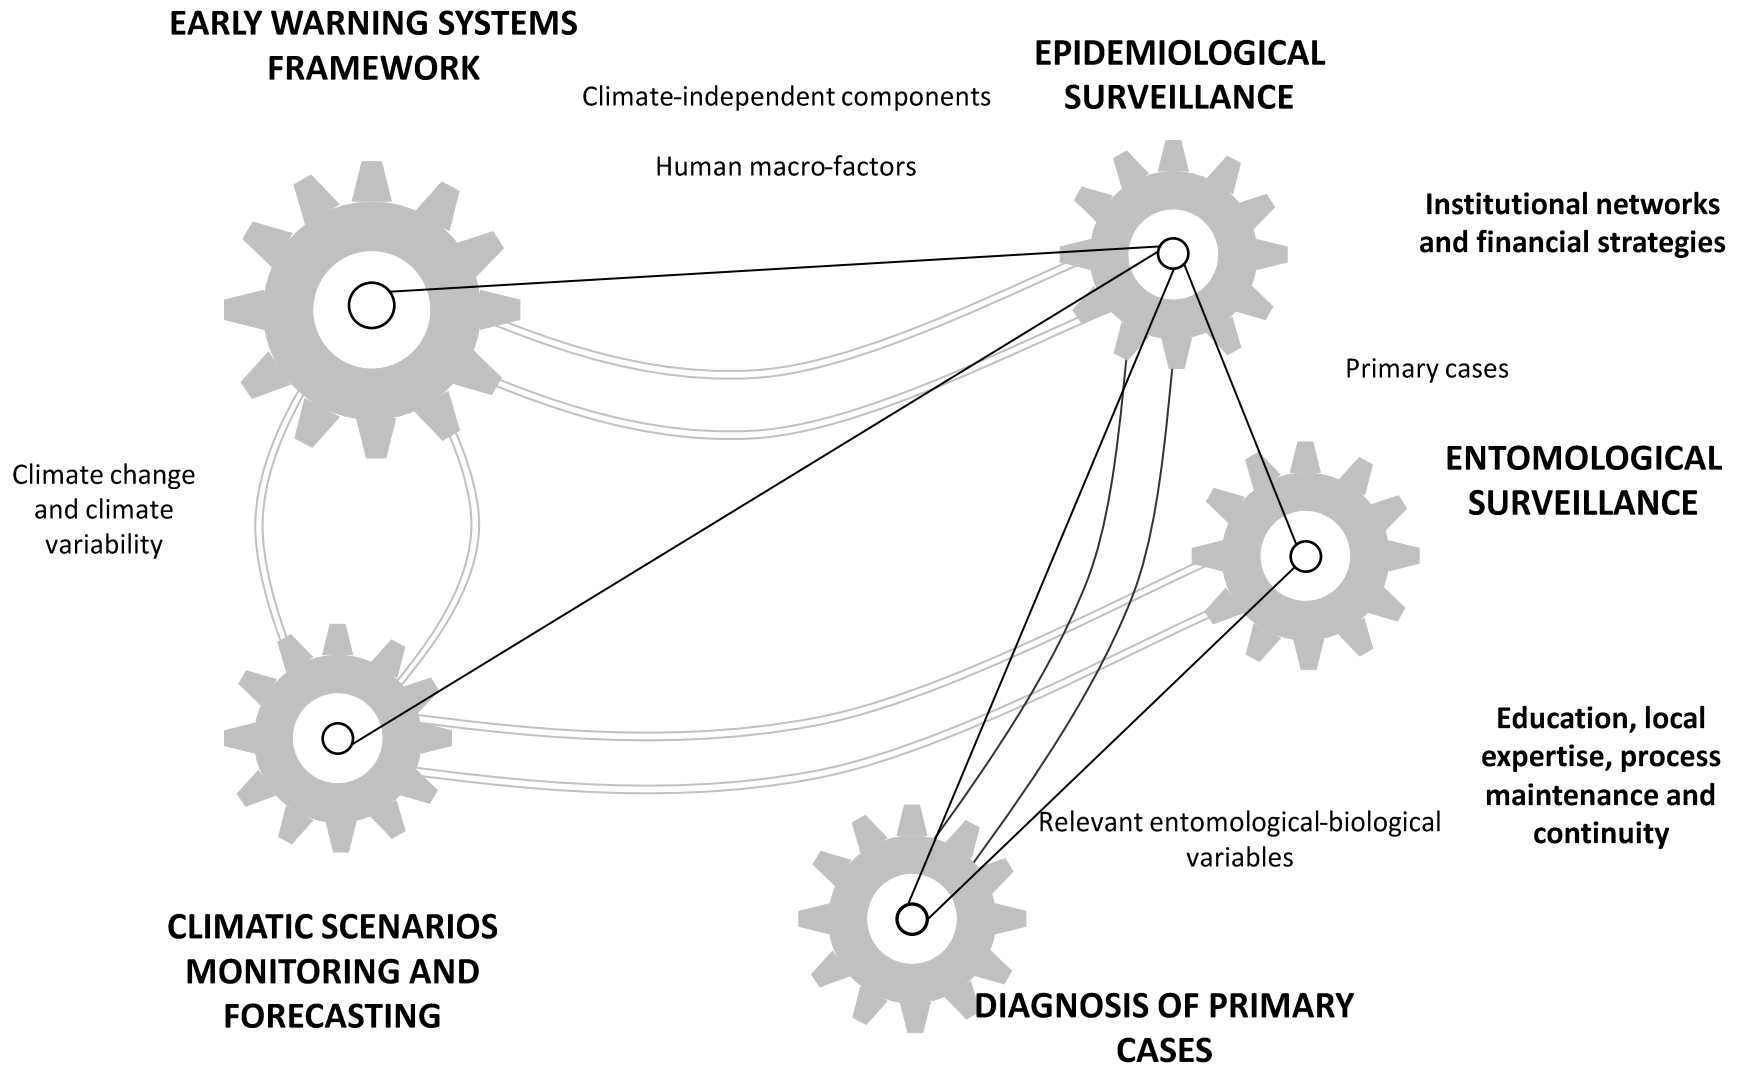 EARLY WARNING SYSTEMS
FRAMEWORK
EPIDEMIOLOGICAL
SURVEILLANCE
Climate-independent components
Human macro-factors
Institutional networks
and financial strategies
Primary cases
Climate change
and climate
variability
ENTOMOLOGICAL
SURVEILLANCE
Education, local
expertise, process
maintenance and
continuity
Relevant entomological-biological
variables
CLIMATIC SCENARIOS
MONITORING AND
FORECASTING
DIAGNOSIS OF PRIMARY
CASES